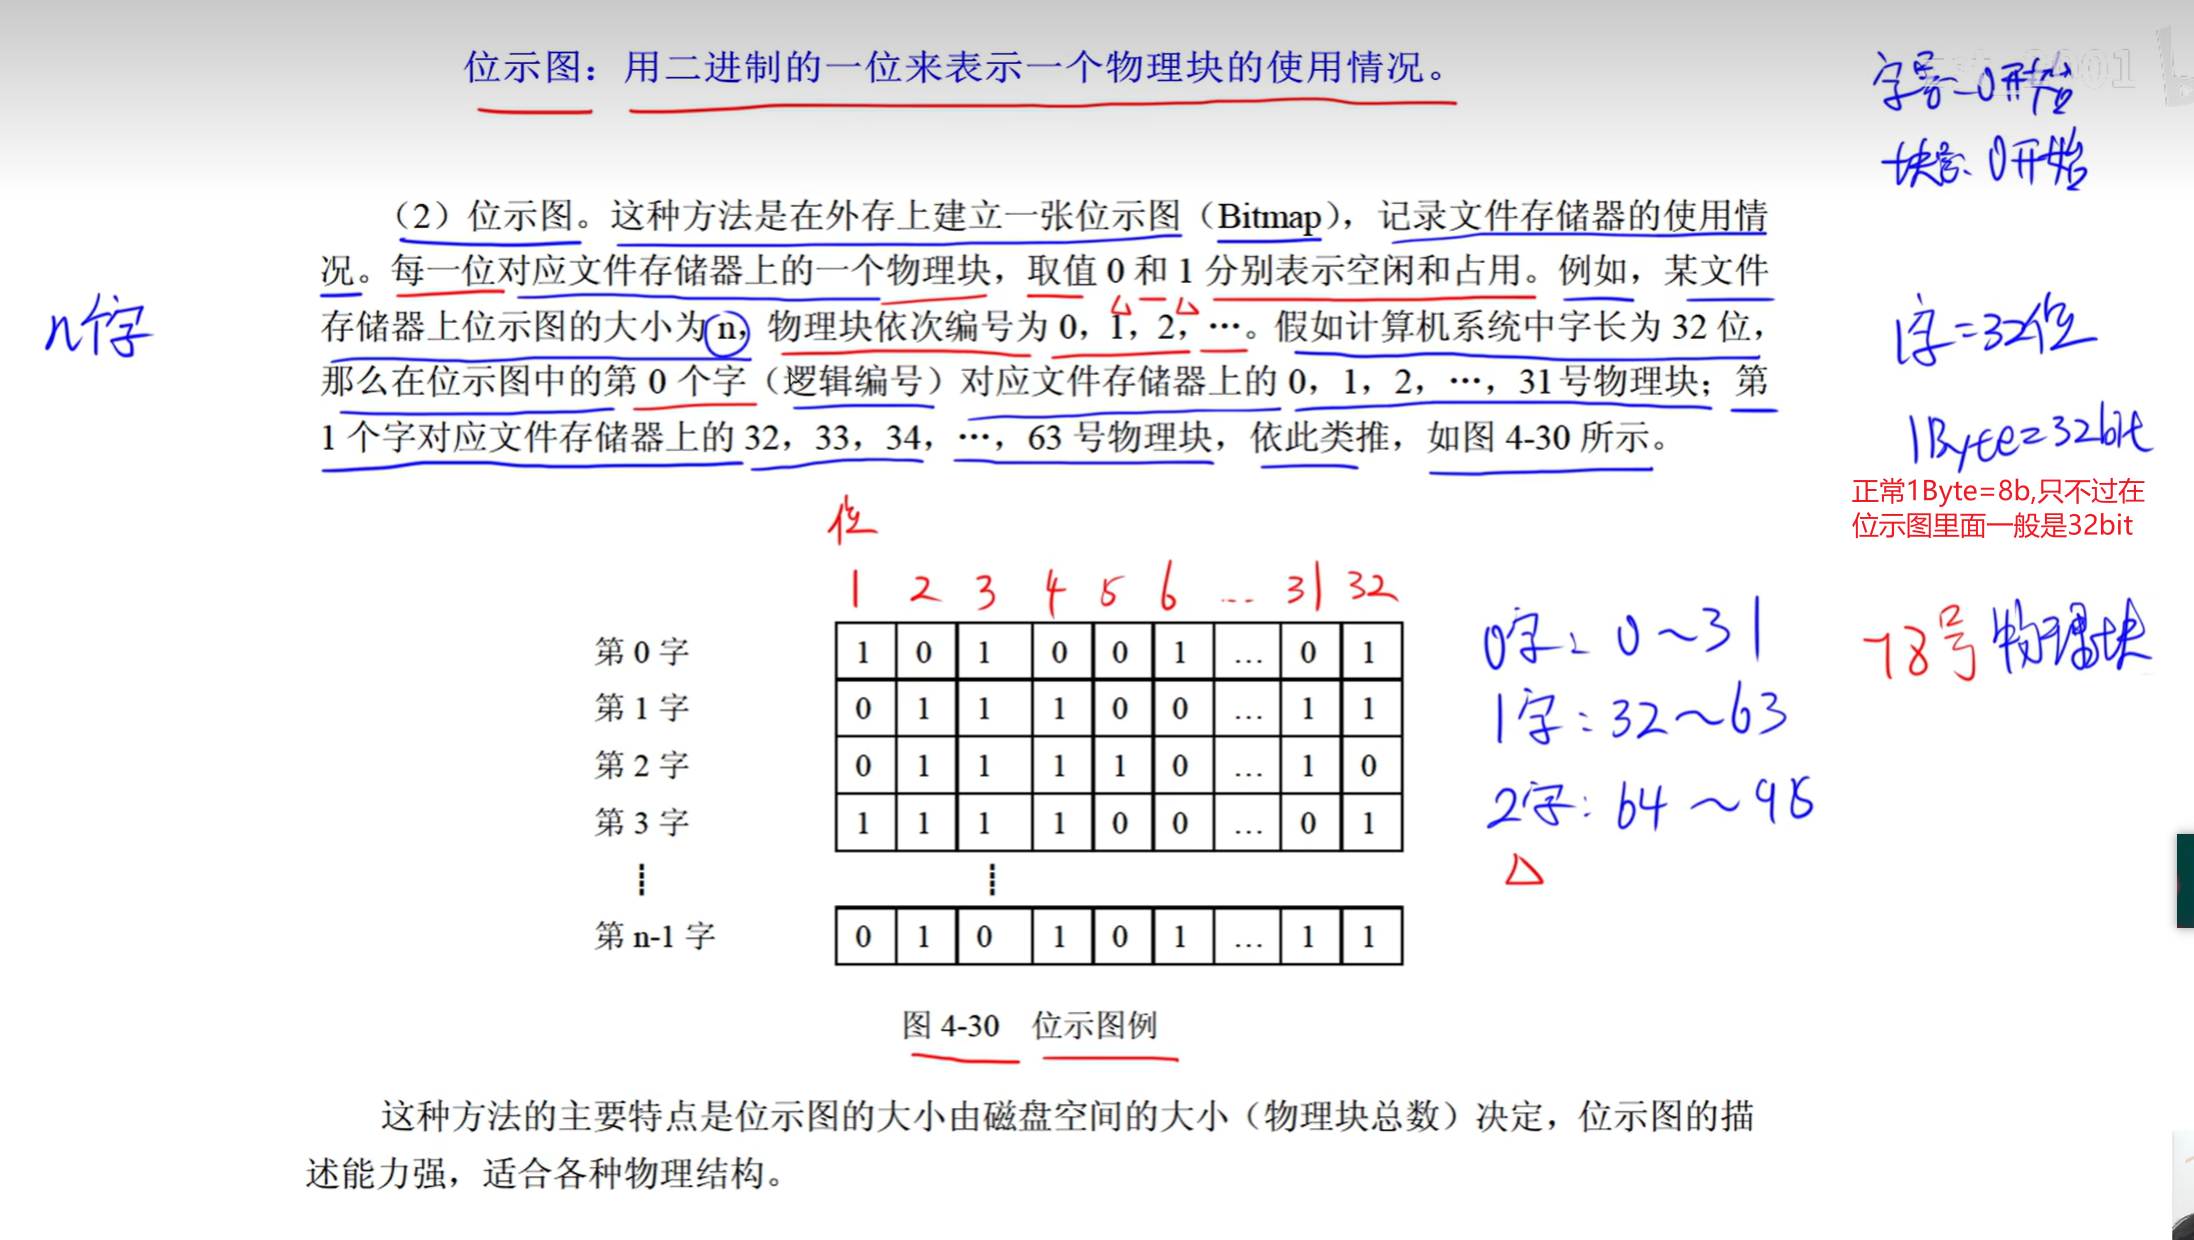 位示图：用二进制的一位来表示一个物理块的使用情况。
字号：0开始
块号：0开始
（2）位示图。这种方法是在外存上建立一张位示图（Bitmap），记录文件存储器的使用情
况。每一位对应文件存储器上的一个物理块，取值 0 和 1 分别表示空闲和占用。例如，某文件
存储器上位示图的大小为 n，物理块依次编号为 0，1，2，…。假如计算机系统中字长为 32 位，
那么在位示图中的第 0 个字（逻辑编号）对应文件存储器上的 0，1，2，…，31 号物理块；第
1 个字对应文件存储器上的 32，33，34，…，63 号物理块，依此类推，如图 4-30 所示。
n个字
1字=32位
1Byte=32bit
正常1Byte=8b,只不过在
位示图里面一般是32bit
位
1 2 3 4 5 6 … 31 32
第 0 字 1 0 1 0 0 1 … 0 1
第 1 字 0 1 1 1 0 0 … 1 1
第 2 字 0 1 1 1 1 0 … 1 0
第 3 字 1 1 1 1 0 0 … 0 1
第 n-1 字 0 1 0 1 0 1 … 1 1
0字：0～31
1字：32～63
2字：64～95
78号物理块
图 4-30 位示图例
这种方法的主要特点是位示图的大小由磁盘空间的大小（物理块总数）决定，位示图的描
述能力强，适合各种物理结构。